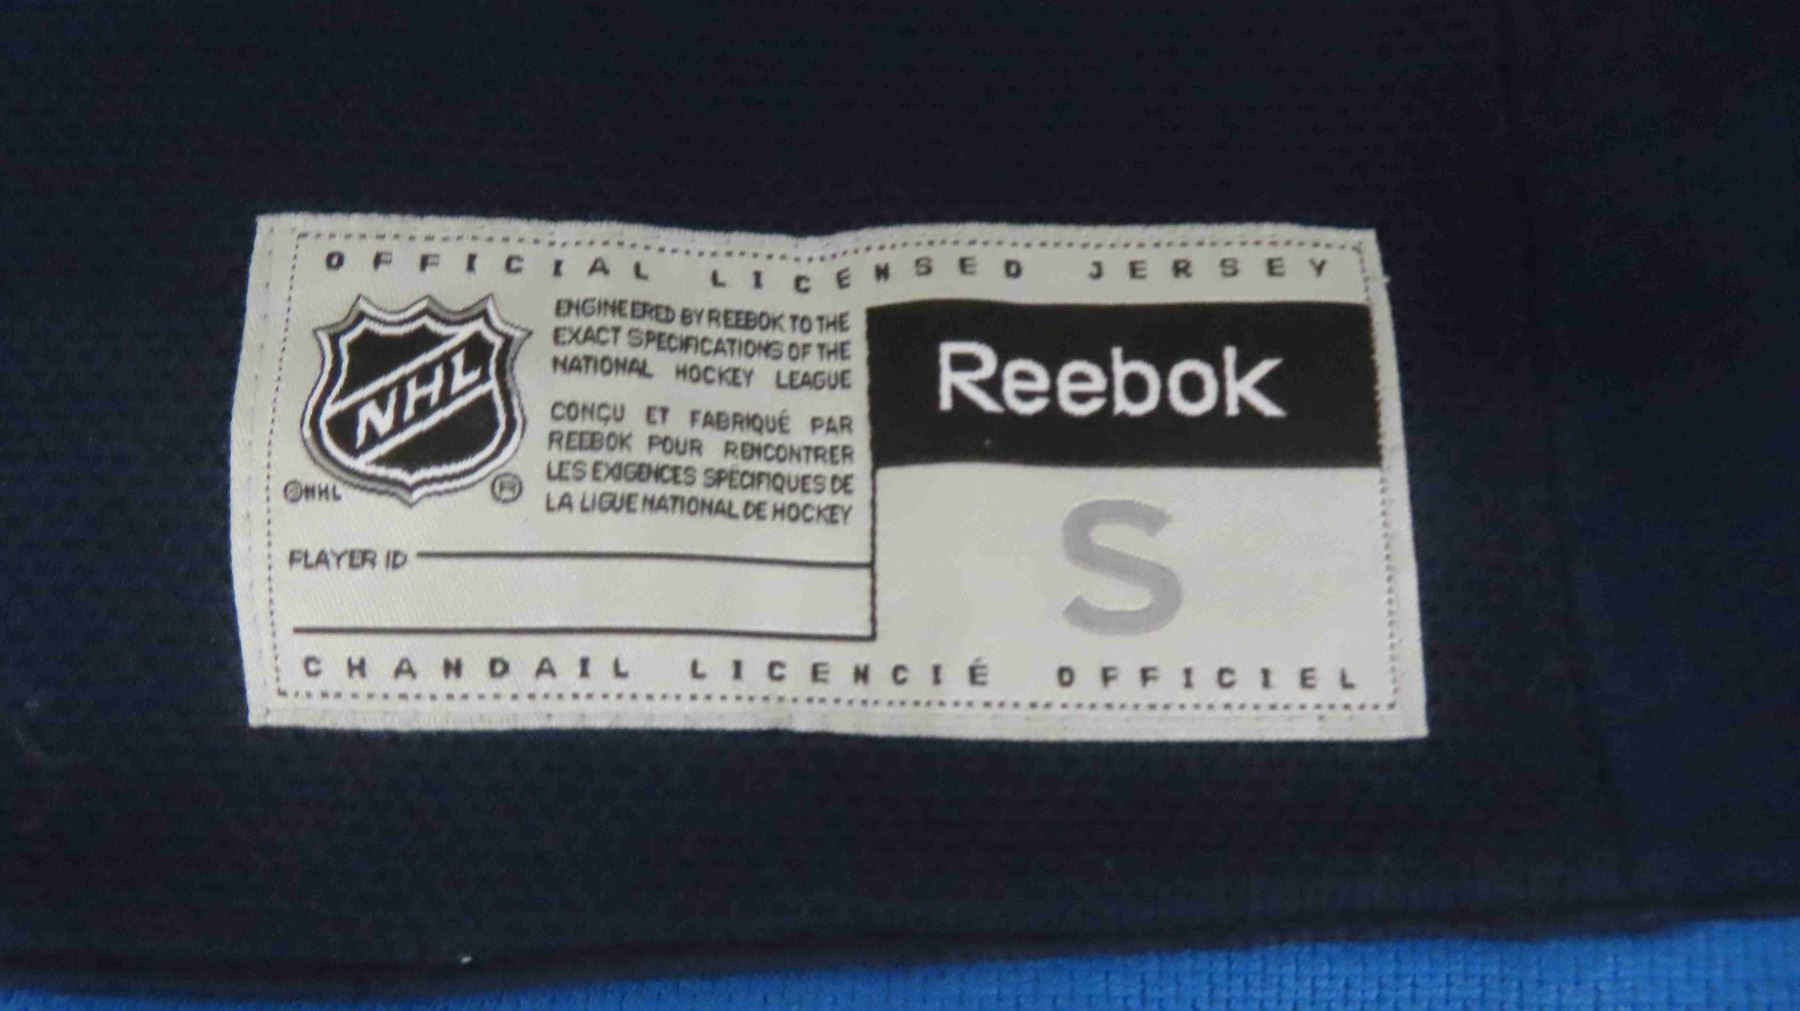 OFFICIAL LICENSED JERSEY
NHL
©NHL ®
ENGINEERED BY REEBOK TO THE
EXACT SPECIFICATIONS OF THE
NATIONAL HOCKEY LEAGUE
CONÇU ET FABRIQUÉ PAR
REEBOK POUR RENCONTRER
LES EXIGENCES SPECIFIQUES DE
LA LIGUE NATIONAL DE HOCKEY
PLAYER ID
Reebok
S
CHANDAIL LICENCIÉ OFFICIEL